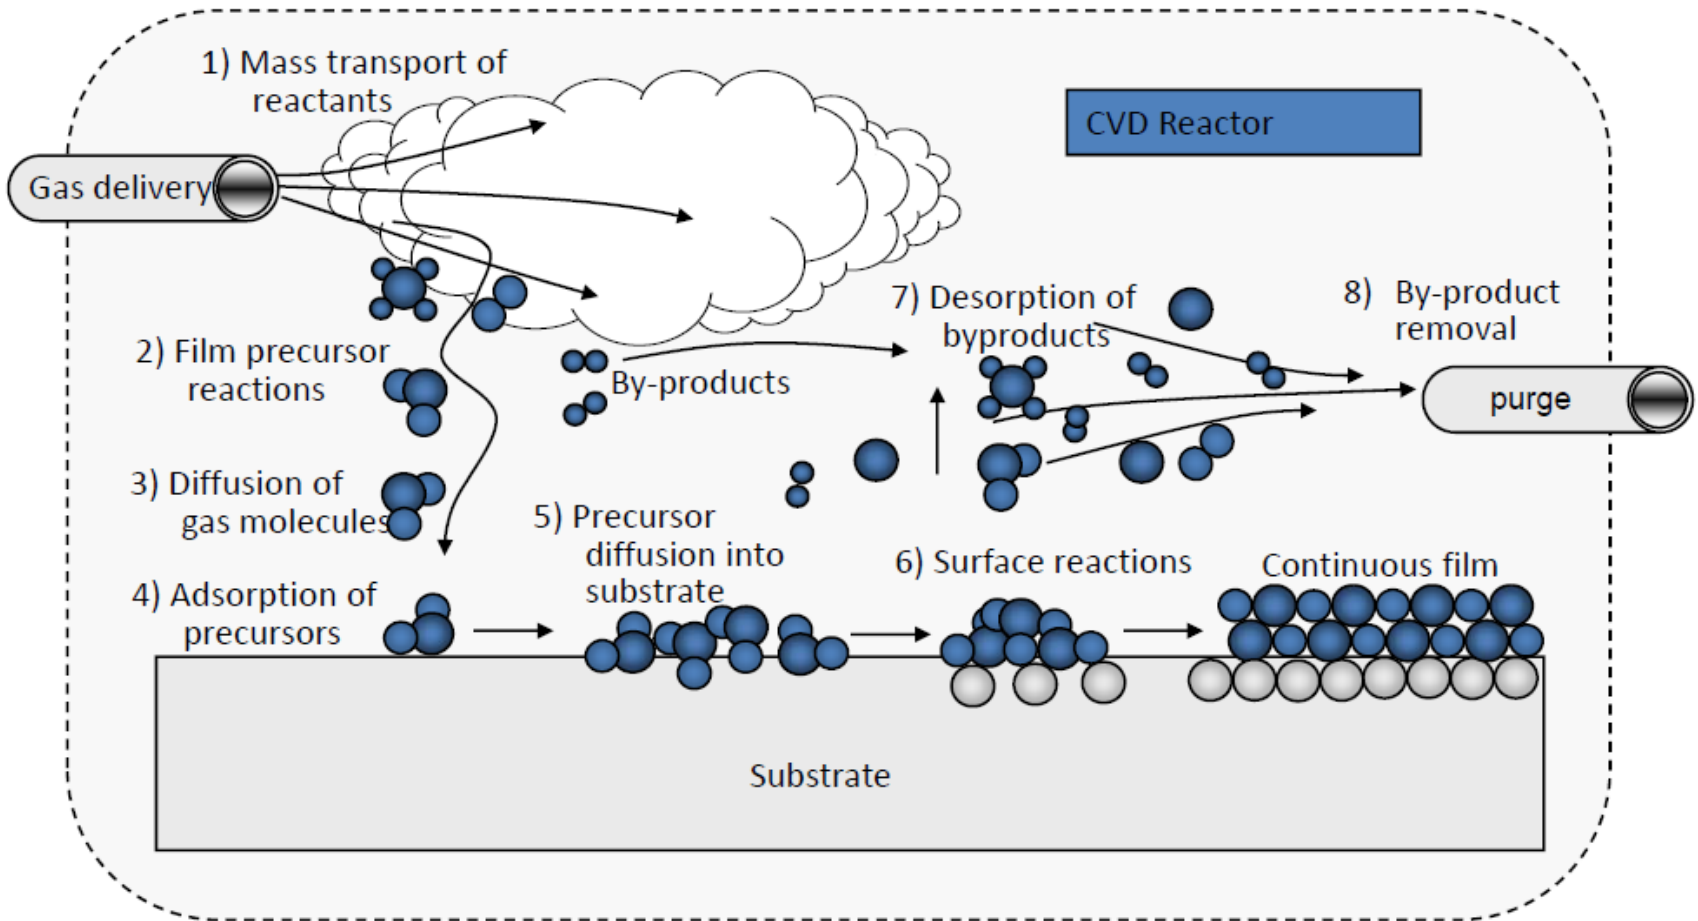 1) Mass transport of
reactants
CVD Reactor
Gas delivery
2) Film precursor
reactions
By-products
7) Desorption of
byproducts
8) By-product
removal
purge
3) Diffusion of
gas molecules
4) Adsorption of
precursors
5) Precursor
diffusion into
substrate
6) Surface reactions
Continuous film
Substrate